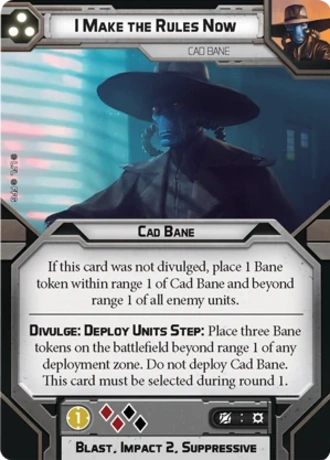 I Make the Rules Now
CAD BANE
Cad Bane
If this card was not divulged, place 1 Bane
token within range 1 of Cad Bane and beyond
range 1 of all enemy units.
Divulge: Deploy Units Step: Place three Bane
tokens on the battlefield beyond range 1 of any
deployment zone. Do not deploy Cad Bane.
This card must be selected during round 1.
1
Blast, Impact 2, Suppressive